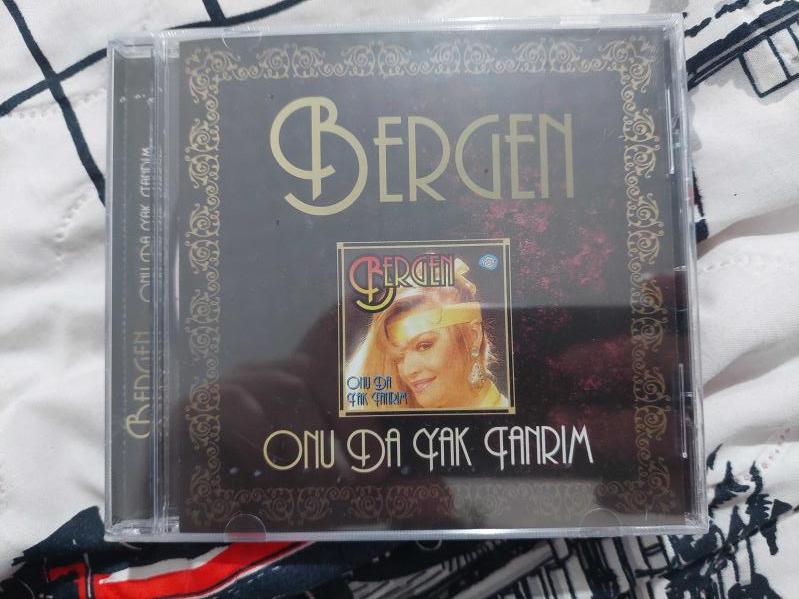 BERGEN
BERGEN
ONU DA
YAK TANRIM
ONU DA YAK TANRIM
BERGEN ONU DA YAK TANRIM